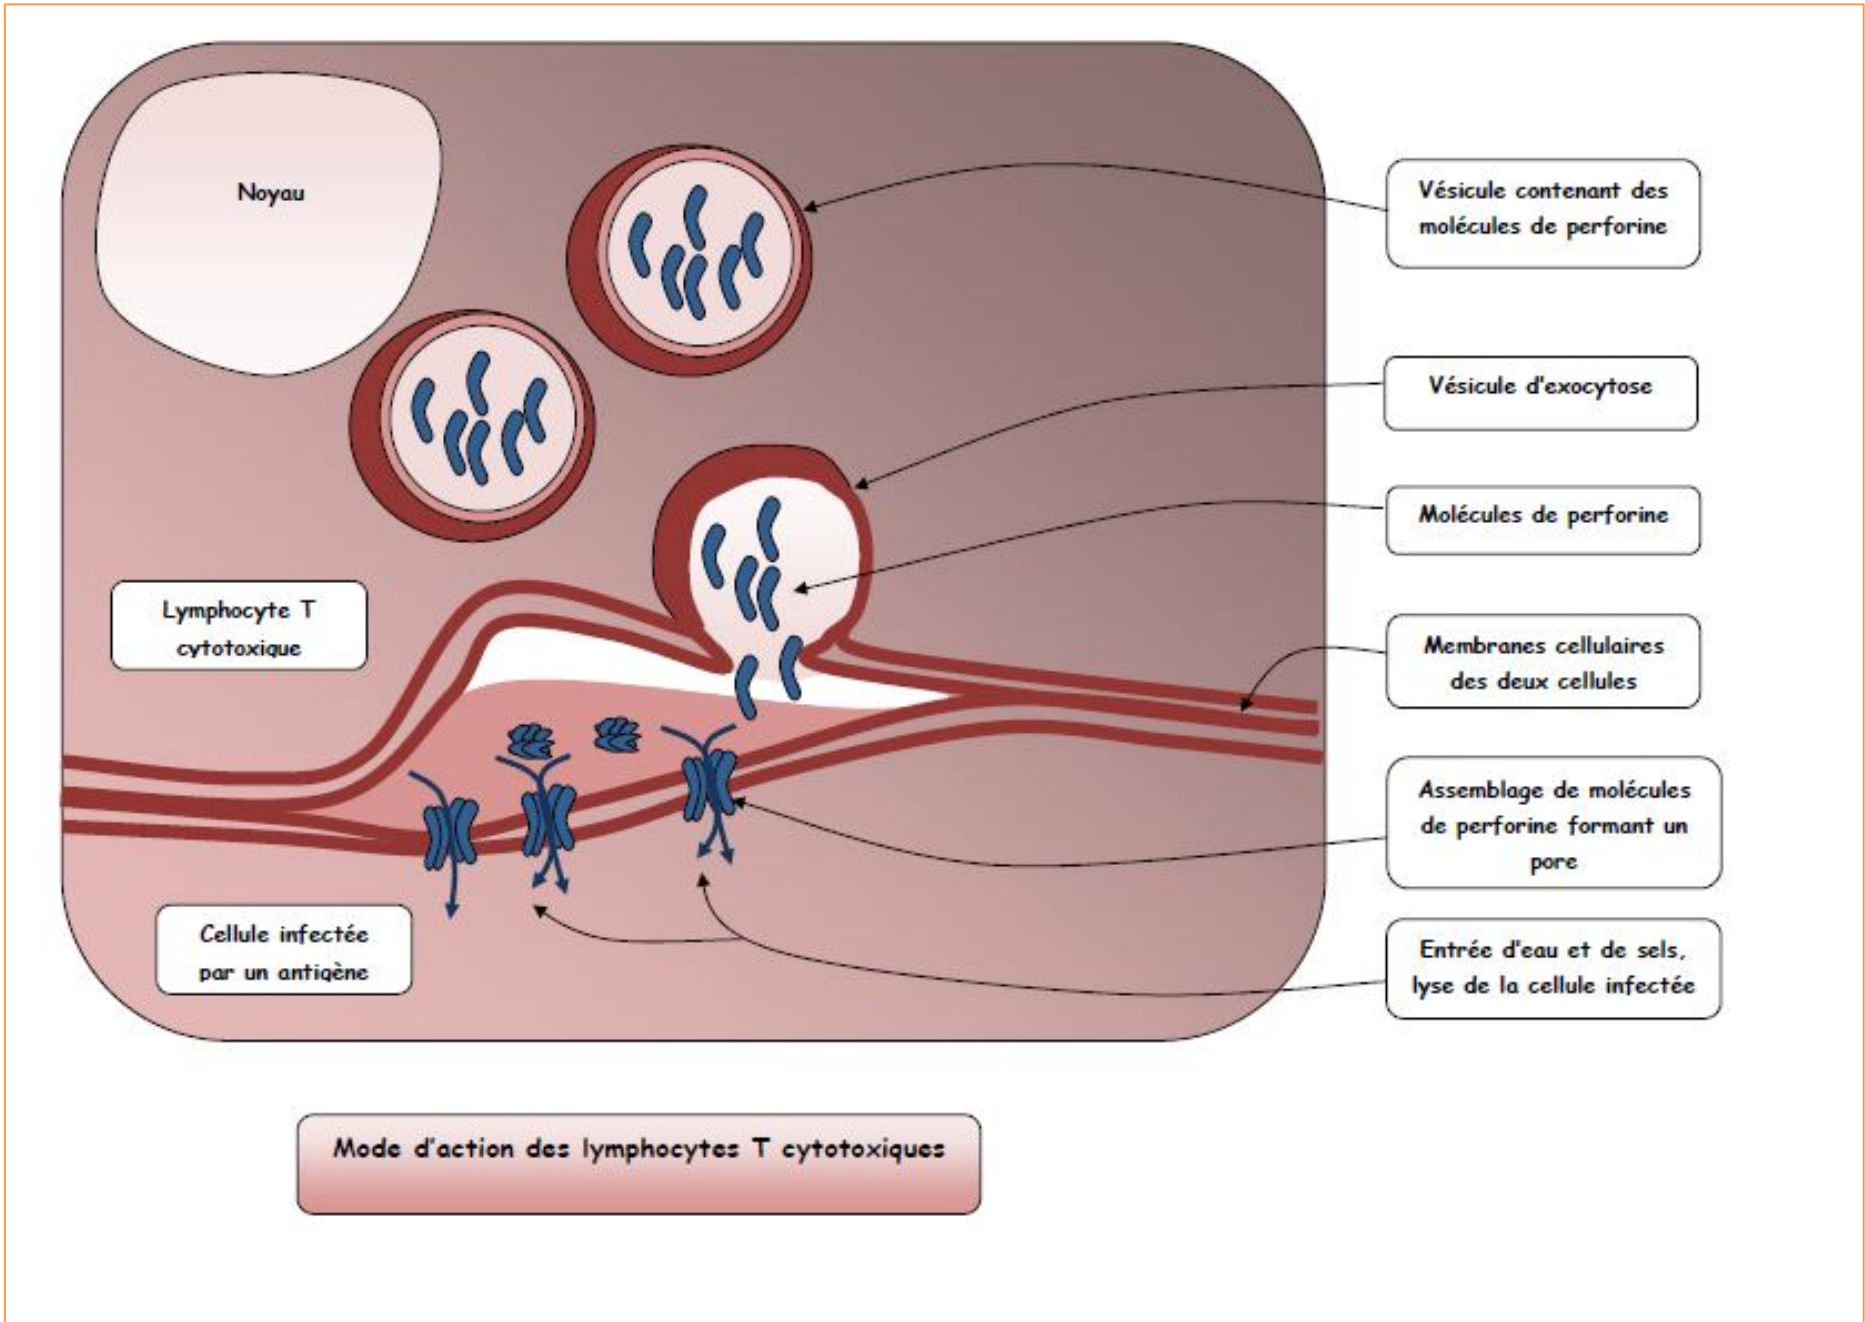 Noyau
Vésicule contenant des
molécules de perforine
Vésicule d'exocytose
Molécules de perforine
Lymphocyte T
cytotoxique
Membranes cellulaires
des deux cellules
Assemblage de molécules
de perforine formant un
pore
Cellule infectée
par un antigène
Entrée d'eau et de sels,
lyse de la cellule infectée
Mode d'action des lymphocytes T cytotoxiques